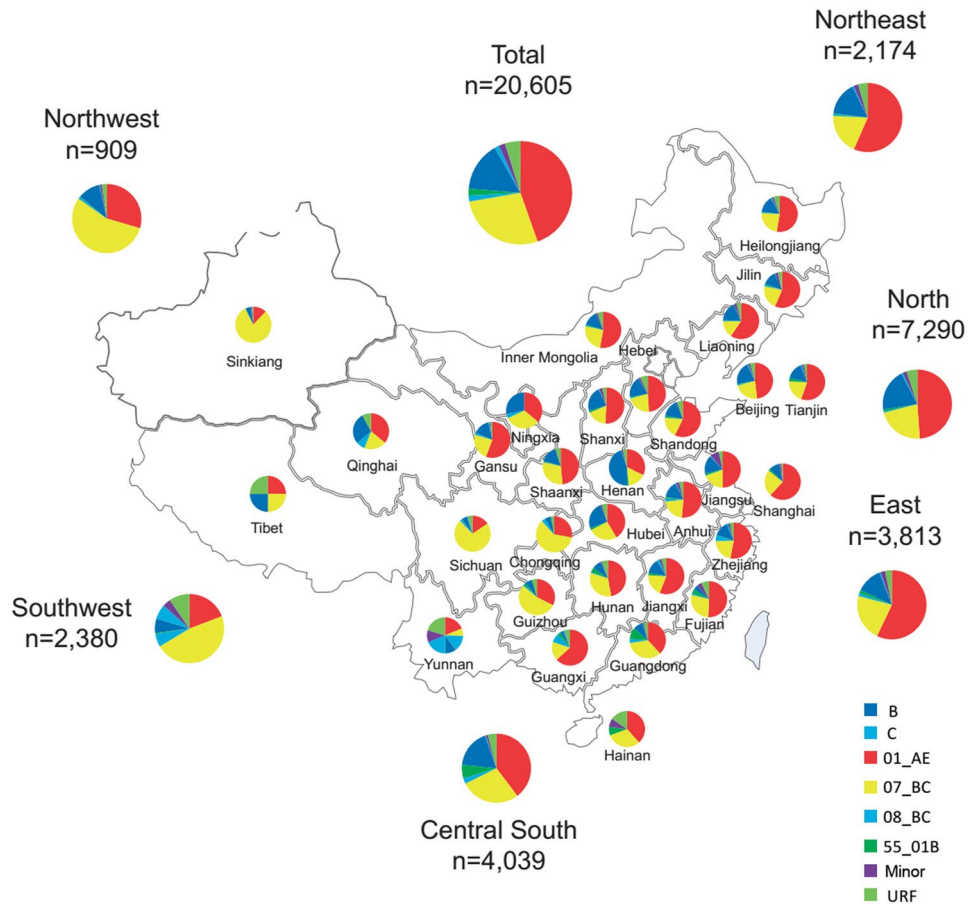 Northeast
n=2,174
Total
n=20,605
Northwest
n=909
Heilongjiang
Jilin
North
n=7,290
Liaoning
Inner Mongolia
Hebei
Sinkiang
Beijing
Tianjin
Ningxia
Shanxi
Shandong
Qinghai
Gansu
Shaanxi
Henan
Jiangsu
Shanghai
East
n=3,813
Tibet
Hubei
Anhui
Sichuan
Chongqing
Zhejiang
Southwest
n=2,380
Guizhou
Hunan
Jiangxi
Fujian
Yunnan
Guangxi
Guangdong
Hainan
Central South
n=4,039
B
C
01_AE
07_BC
08_BC
55_01B
Minor
URF